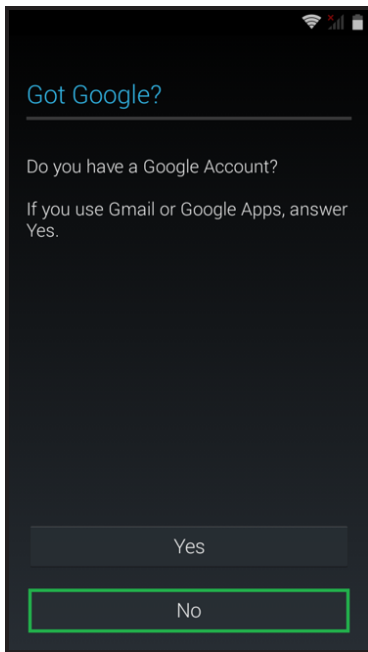 Got Google?
Do you have a Google Account?
If you use Gmail or Google Apps, answer
Yes.
Yes
No